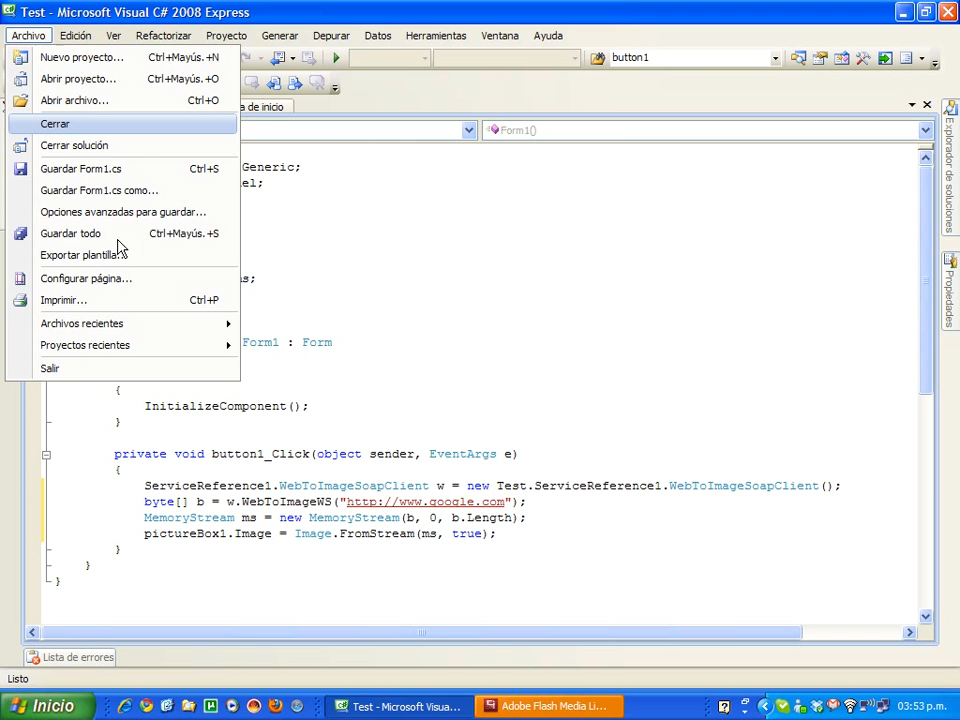 Test - Microsoft Visual C# 2008 Express
Archivo Edición Ver Refactorizar Proyecto Generar Depurar Datos Herramientas Ventana Ayuda
Nuevo proyecto... Ctrl+Mayús.+N
button1
Abrir proyecto... Ctrl+Mayús.+O
Abrir archivo... Ctrl+O
a de inicio
Cerrar
Form1()
Cerrar solución
Guardar Form1.cs Ctrl+S
Generic;
Guardar Form1.cs como...
el;
Opciones avanzadas para guardar...
Guardar todo Ctrl+Mayús.+S
Exportar plantilla...
Configurar página...
s;
Imprimir... Ctrl+P
Archivos recientes
Proyectos recientes
Form1 : Form
Salir
{
InitializeComponent();
}
private void button1_Click(object sender, EventArgs e)
{
ServiceReference1.WebToImageSoapClient w = new Test.ServiceReference1.WebToImageSoapClient();
byte[] b = w.WebToImageWS("http://www.google.com");
MemoryStream ms = new MemoryStream(b, 0, b.Length);
pictureBox1.Image = Image.FromStream(ms, true);
}
}
}
Explorador de soluciones
Propiedades
Lista de errores
Listo
Inicio
Test - Microsoft Visua...
Adobe Flash Media Li...
03:53 p.m.